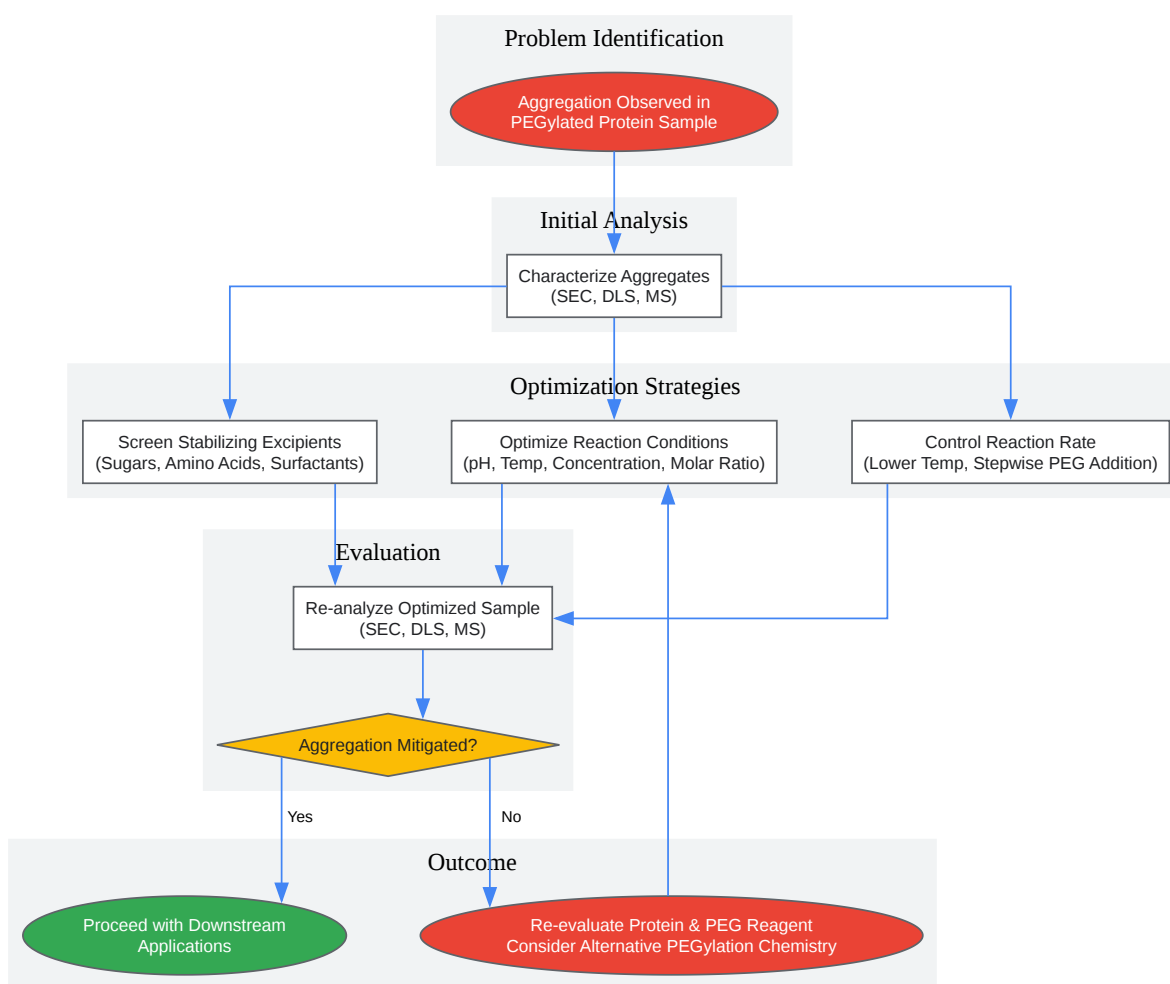 Problem Identification
Aggregation Observed in
PEGylated Protein Sample
Initial Analysis
Characterize Aggregates
(SEC, DLS, MS)
Optimization Strategies
Screen Stabilizing Excipients
(Sugars, Amino Acids, Surfactants)
Optimize Reaction Conditions
(pH, Temp, Concentration, Molar Ratio)
Control Reaction Rate
(Lower Temp, Stepwise PEG Addition)
Evaluation
Re-analyze Optimized Sample
(SEC, DLS, MS)
Aggregation Mitigated?
Yes
No
Outcome
Proceed with Downstream
Applications
Re-evaluate Protein & PEG Reagent
Consider Alternative PEGylation Chemistry